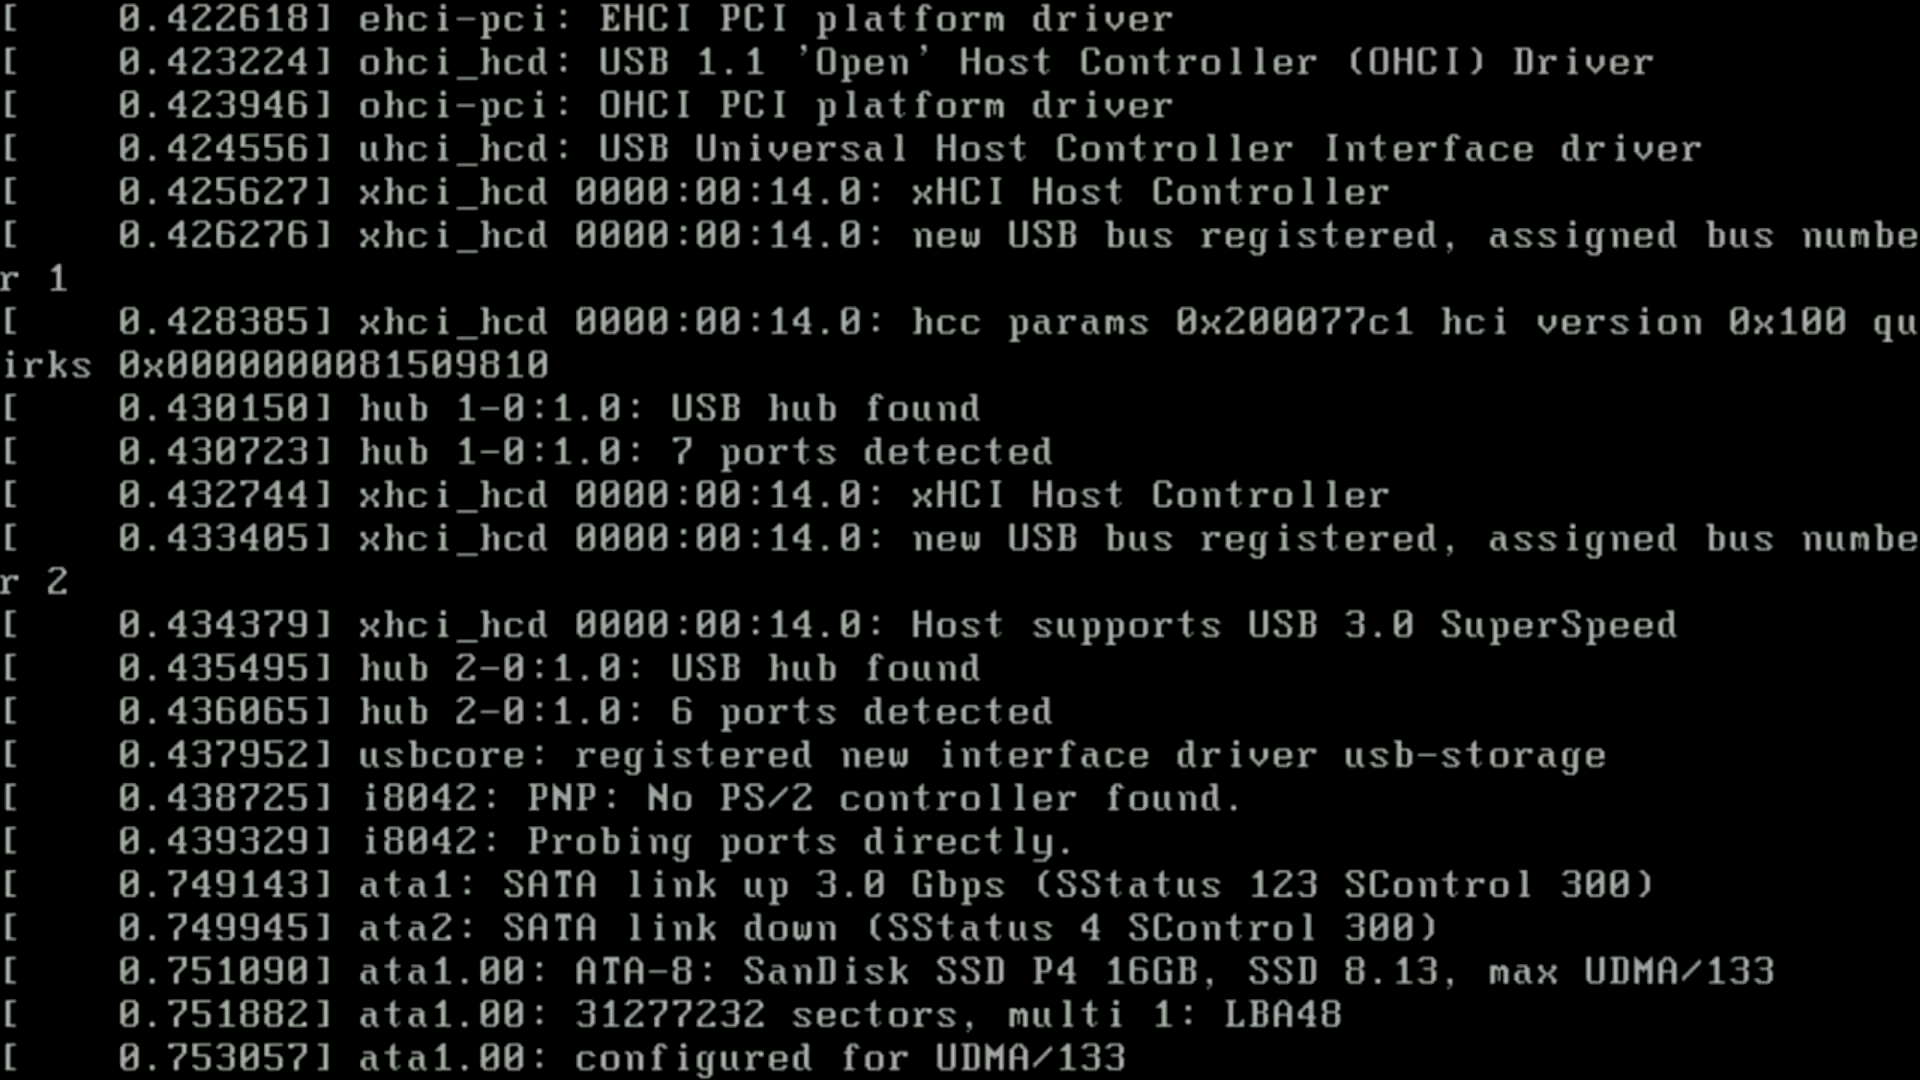 [    0.422618] ehci-pci: EHCI PCI platform driver
[    0.423224] ohci_hcd: USB 1.1 'Open' Host Controller (OHCI) Driver
[    0.423946] ohci-pci: OHCI PCI platform driver
[    0.424556] uhci_hcd: USB Universal Host Controller Interface driver
[    0.425627] xhci_hcd 0000:00:14.0: xHCI Host Controller
[    0.426276] xhci_hcd 0000:00:14.0: new USB bus registered, assigned bus numbe
r 1
[    0.428385] xhci_hcd 0000:00:14.0: hcc params 0x200077c1 hci version 0x100 qu
irks 0x0000000081509810
[    0.430150] hub 1-0:1.0: USB hub found
[    0.430723] hub 1-0:1.0: 7 ports detected
[    0.432744] xhci_hcd 0000:00:14.0: xHCI Host Controller
[    0.433405] xhci_hcd 0000:00:14.0: new USB bus registered, assigned bus numbe
r 2
[    0.434379] xhci_hcd 0000:00:14.0: Host supports USB 3.0 SuperSpeed
[    0.435495] hub 2-0:1.0: USB hub found
[    0.436065] hub 2-0:1.0: 6 ports detected
[    0.437952] usbcore: registered new interface driver usb-storage
[    0.438725] i8042: PNP: No PS/2 controller found.
[    0.439329] i8042: Probing ports directly.
[    0.749143] ata1: SATA link up 3.0 Gbps (SStatus 123 SControl 300)
[    0.749945] ata2: SATA link down (SStatus 4 SControl 300)
[    0.751090] ata1.00: ATA-8: SanDisk SSD P4 16GB, SSD 8.13, max UDMA/133
[    0.751882] ata1.00: 31277232 sectors, multi 1: LBA48
[    0.753057] ata1.00: configured for UDMA/133